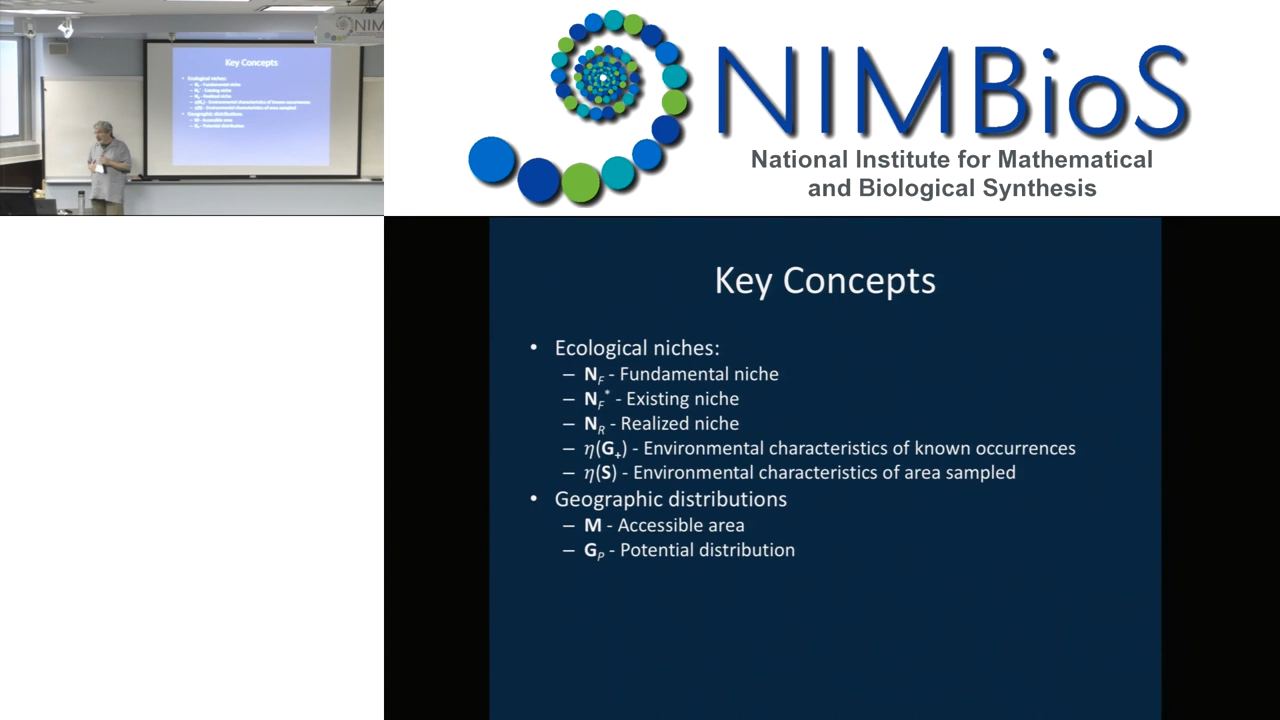 NIM
Key Concepts
NIMBioS
National Institute for Mathematical
and Biological Synthesis
Key Concepts
• Ecological niches:
– N_F - Fundamental niche
– N_F^* - Existing niche
– N_R - Realized niche
– η(G₊) - Environmental characteristics of known occurrences
– η(S) - Environmental characteristics of area sampled
• Geographic distributions
– M - Accessible area
– G_P - Potential distribution